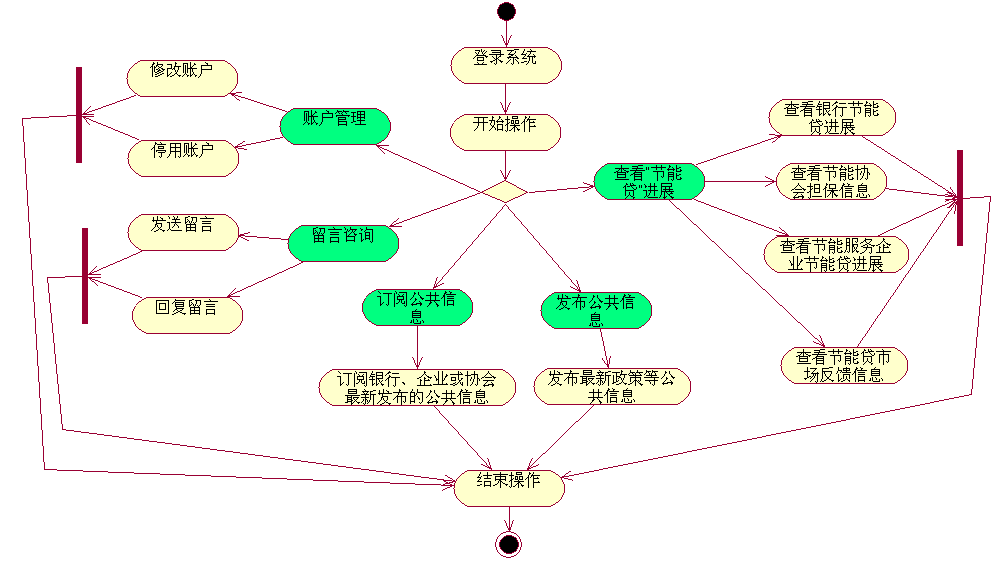 登录系统
开始操作
修改账户
账户管理
停用账户
发送留言
留言咨询
回复留言
查看“节能
贷”进展
查看银行节能
贷进展
查看节能协
会担保信息
查看节能服务企
业节能贷进展
查看节能贷市
场反馈信息
订阅公共信
息
发布公共信
息
订阅银行、企业或协会
最新发布的公共信息
发布最新政策等公
共信息
结束操作